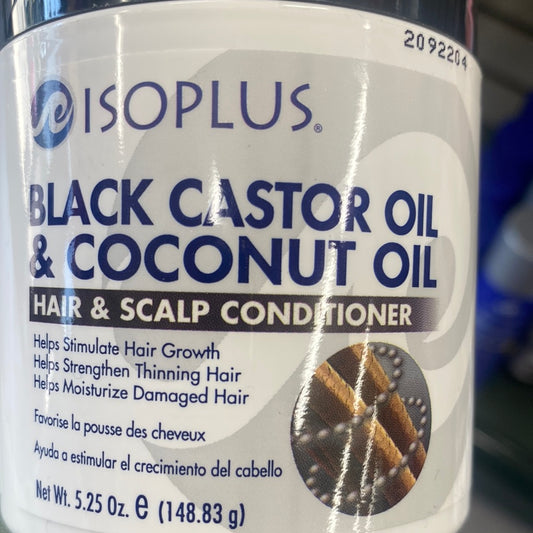 2092204
ISOPLUS®
BLACK CASTOR OIL
& COCONUT OIL
HAIR & SCALP CONDITIONER
Helps Stimulate Hair Growth
Helps Strengthen Thinning Hair
Helps Moisturize Damaged Hair
Favorise la pousse des cheveux
Ayuda a estimular el crecimiento del cabello
Net Wt. 5.25 Oz. e (148.83 g)